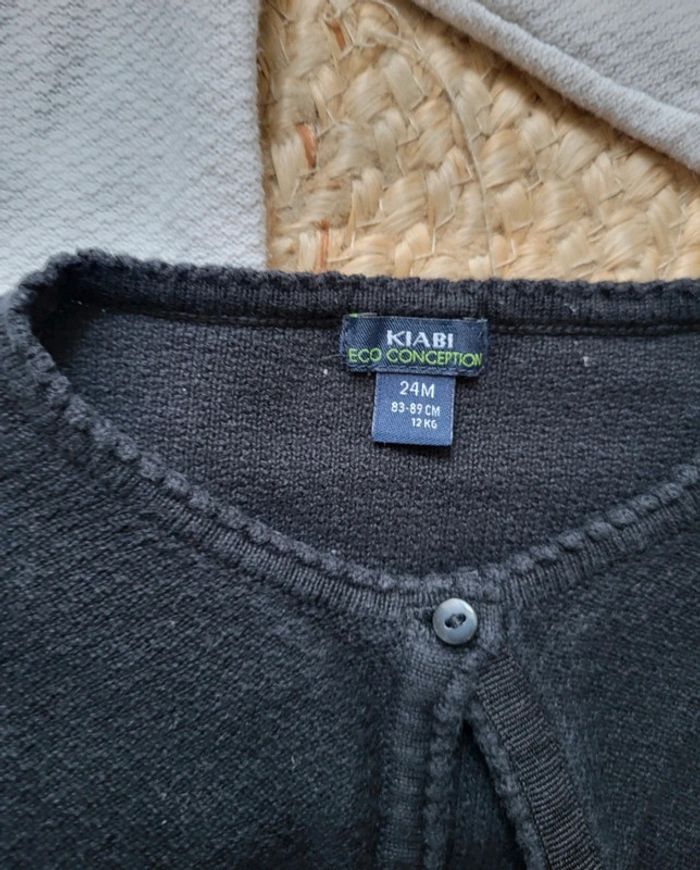 KIABI
ECO CONCEPTION
24M
83-89 CM
12 KG